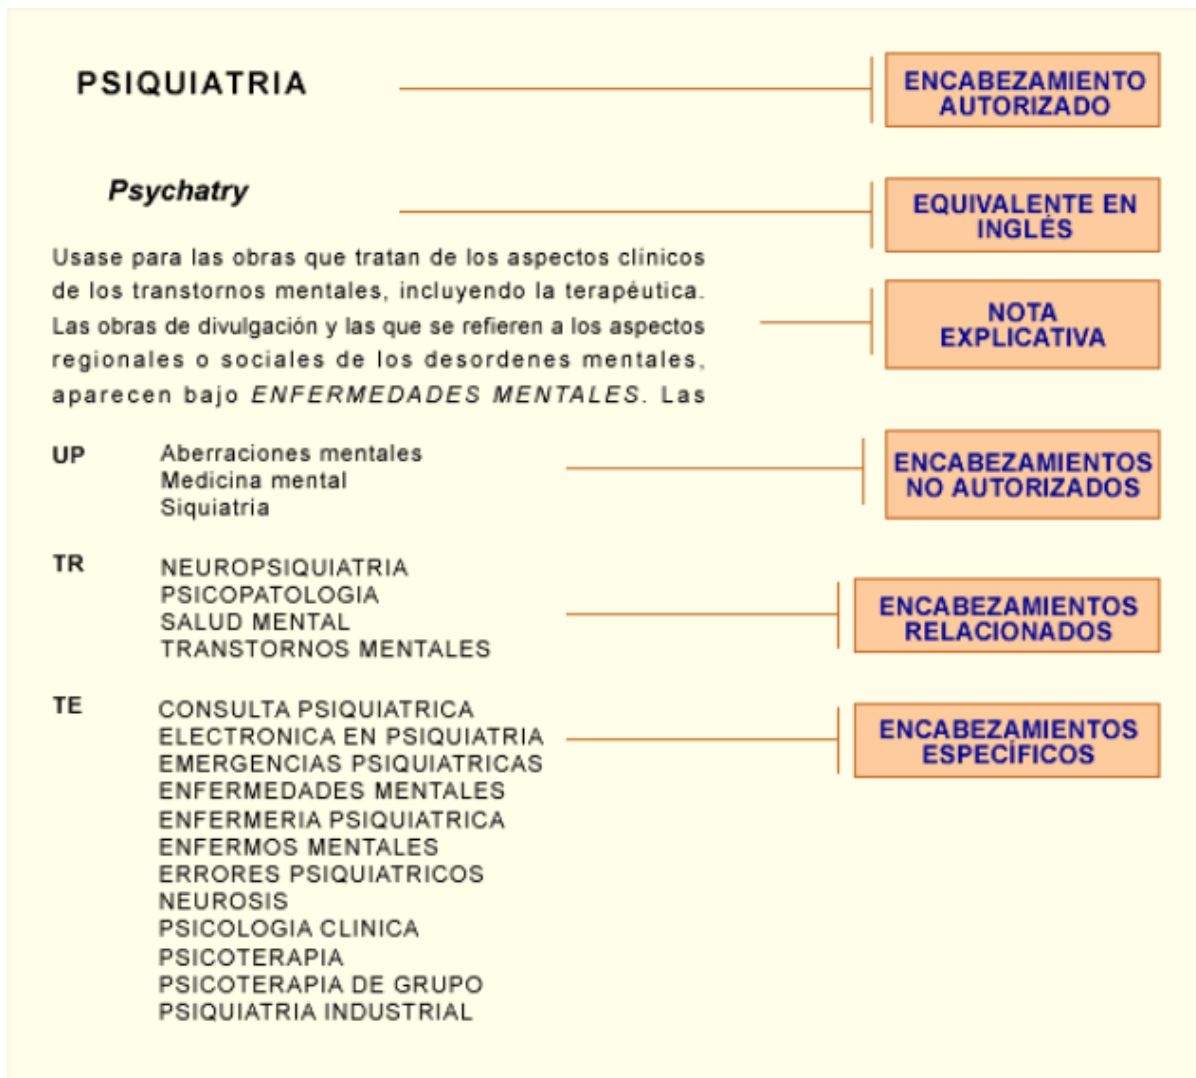 PSIQUIATRIA
ENCABEZAMIENTO
AUTORIZADO
Psychatry
EQUIVALENTE EN
INGLÉS
Usase para las obras que tratan de los aspectos clínicos
de los transtornos mentales, incluyendo la terapéutica.
Las obras de divulgación y las que se refieren a los aspectos
regionales o sociales de los desordenes mentales,
aparecen bajo ENFERMEDADES MENTALES. Las
NOTA
EXPLICATIVA
UP Aberraciones mentales
Medicina mental
Siquiatria
ENCABEZAMIENTOS
NO AUTORIZADOS
TR NEUROPSIQUIATRIA
PSICOPATOLOGIA
SALUD MENTAL
TRANSTORNOS MENTALES
ENCABEZAMIENTOS
RELACIONADOS
TE CONSULTA PSIQUIATRICA
ELECTRONICA EN PSIQUIATRIA
EMERGENCIAS PSIQUIATRICAS
ENFERMEDADES MENTALES
ENFERMERIA PSIQUIATRICA
ENFERMOS MENTALES
ERRORES PSIQUIATRICOS
NEUROSIS
PSICOLOGIA CLINICA
PSICOTERAPIA
PSICOTERAPIA DE GRUPO
PSIQUIATRIA INDUSTRIAL
ENCABEZAMIENTOS
ESPECÍFICOS